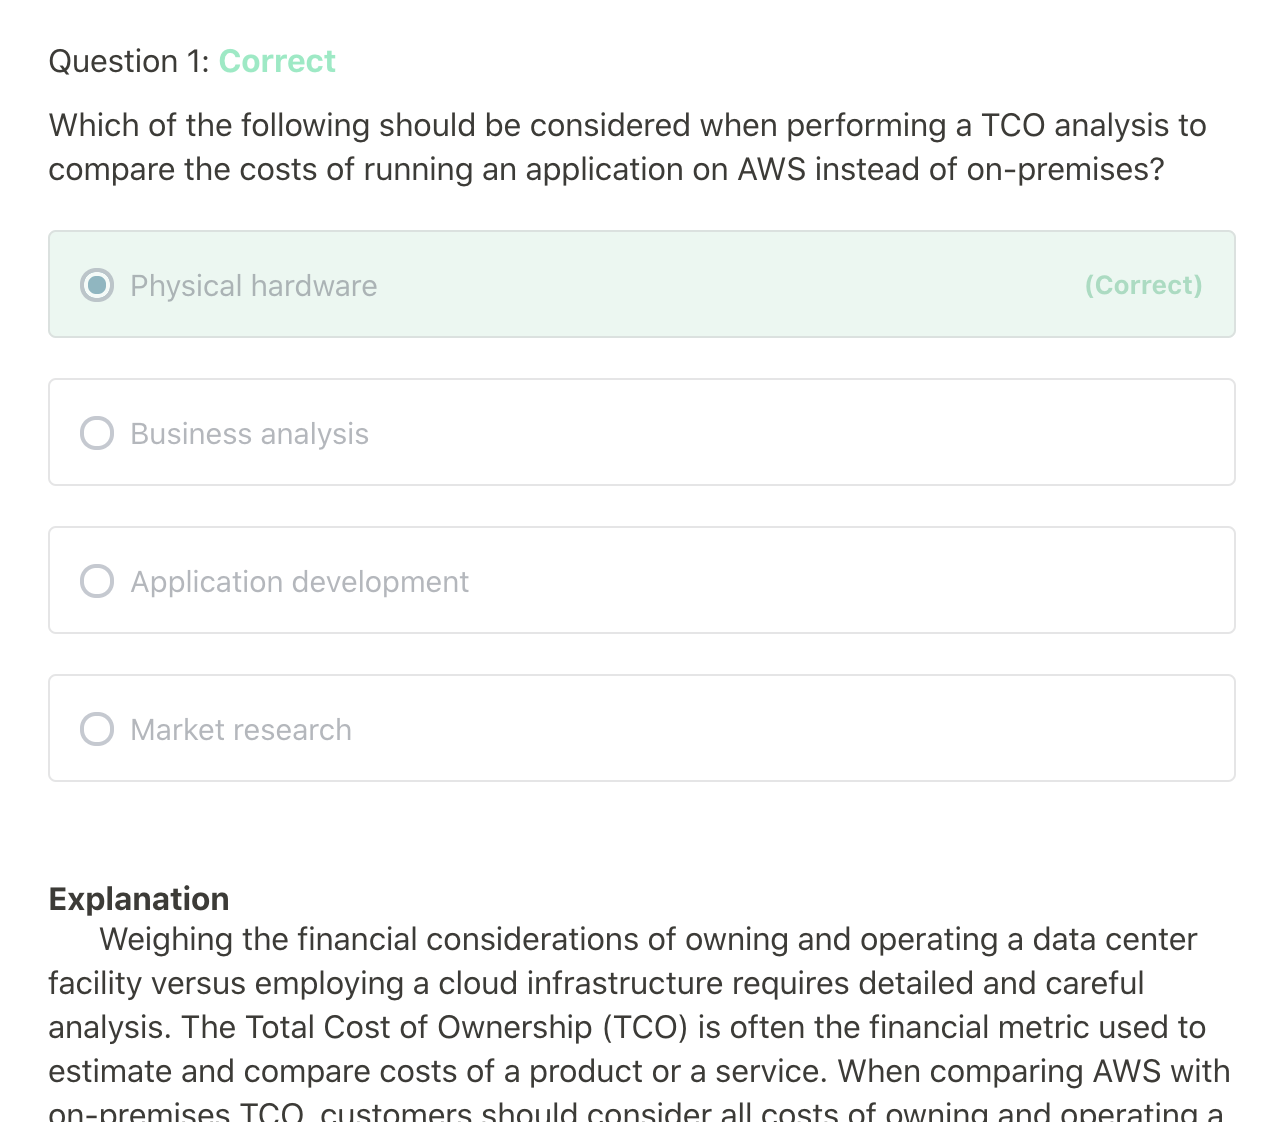 Question 1: Correct
Which of the following should be considered when performing a TCO analysis to
compare the costs of running an application on AWS instead of on-premises?
Physical hardware (Correct)
Business analysis
Application development
Market research
Explanation
Weighing the financial considerations of owning and operating a data center
facility versus employing a cloud infrastructure requires detailed and careful
analysis. The Total Cost of Ownership (TCO) is often the financial metric used to
estimate and compare costs of a product or a service. When comparing AWS with
on-premises TCO, customers should consider all costs of owning and operating a